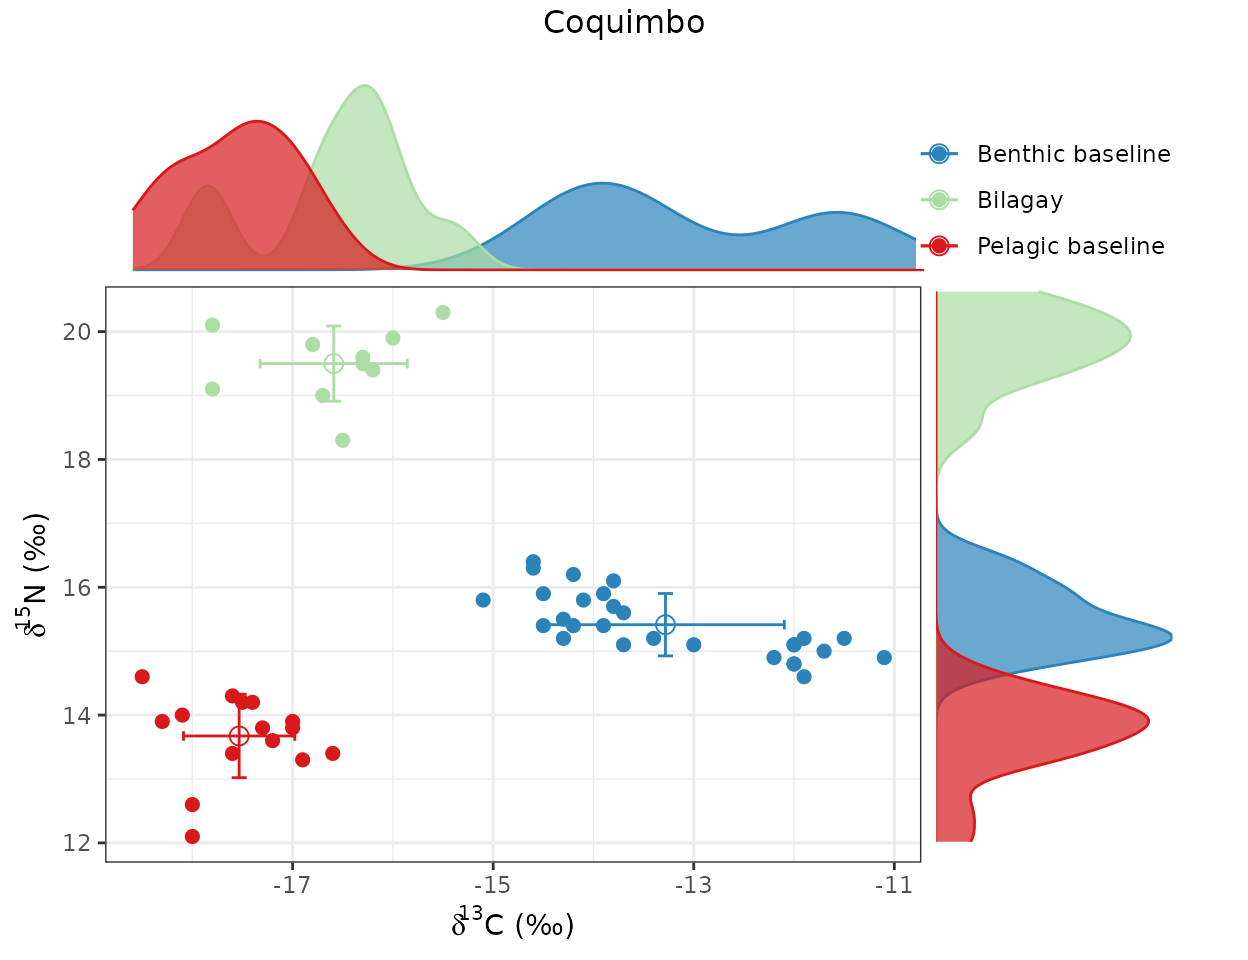 Coquimbo
Benthic baseline
Bilagay
Pelagic baseline
20
18
16
14
12
δ¹⁵N (‰)
-17
-15
-13
-11
δ¹³C (‰)